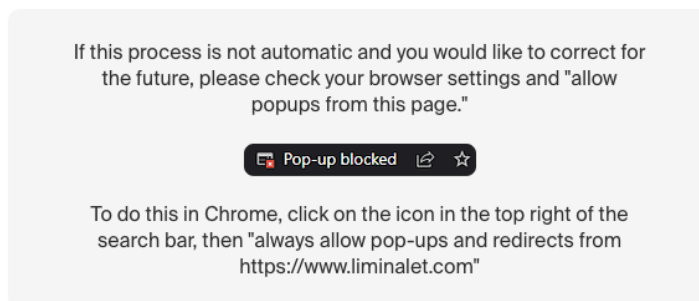 If this process is not automatic and you would like to correct for
the future, please check your browser settings and "allow
popups from this page."
Pop-up blocked
To do this in Chrome, click on the icon in the top right of the
search bar, then "always allow pop-ups and redirects from
https://www.liminalet.com"